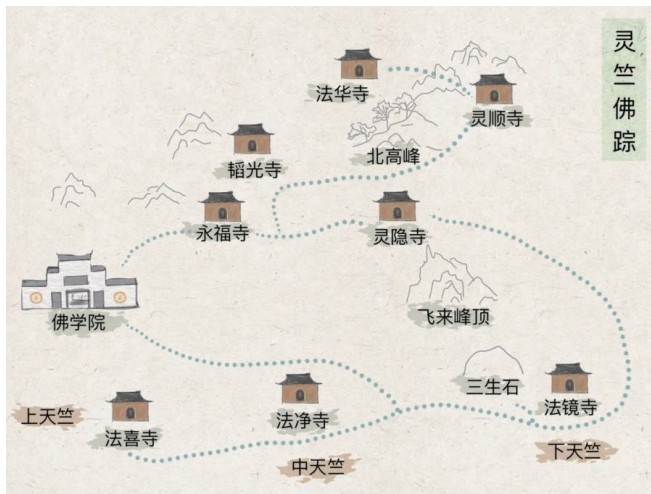 灵竺佛踪
法华寺
灵顺寺
北高峰
韬光寺
永福寺
灵隐寺
飞来峰顶
佛学院
三生石
法镜寺
上天竺
法喜寺
法净寺
中天竺
下天竺